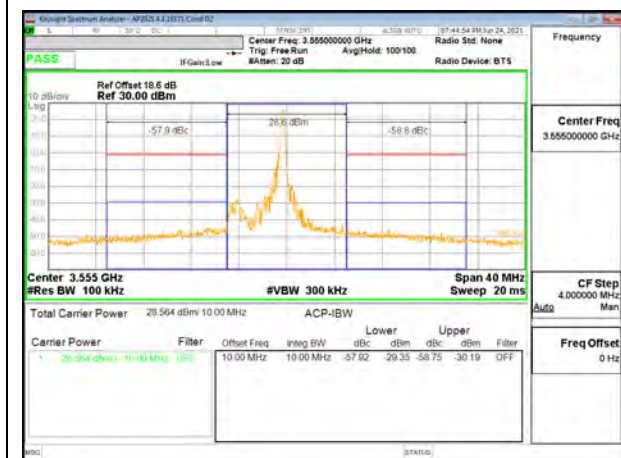 Keysight Spectrum Analyzer - AP2021.4.1,19171, Cond D2
07:44:54 PM Jun 24, 2021
Center Freq: 3.555000000 GHz
Radio Std: None
Frequency
Trig: Free Run
Avg|Hold: 100/100
PASS
IFGain:Low
#Atten: 20 dB
Radio Device: BTS
Ref Offset 18.6 dB
10 dB/div
Ref 30.00 dBm
Log
-57.9 dBc
28.6 dBm
-58.8 dBc
Center Freq
3.555000000 GHz
Center 3.555 GHz
Span 40 MHz
#Res BW 100 kHz
#VBW 300 kHz
Sweep 20 ms
CF Step
4.000000 MHz
Auto Man
Total Carrier Power 28.564 dBm/ 10.00 MHz
ACP-IBW
Lower Upper
Carrier Power Filter
Offset Freq Integ BW dBc dBm dBc dBm Filter
1 28.564 dBm / 10.00 MHz OFF
10.00 MHz 10.00 MHz -57.92 -29.35 -58.75 -30.19 OFF
Freq Offset
0 Hz
MSG
STATUS